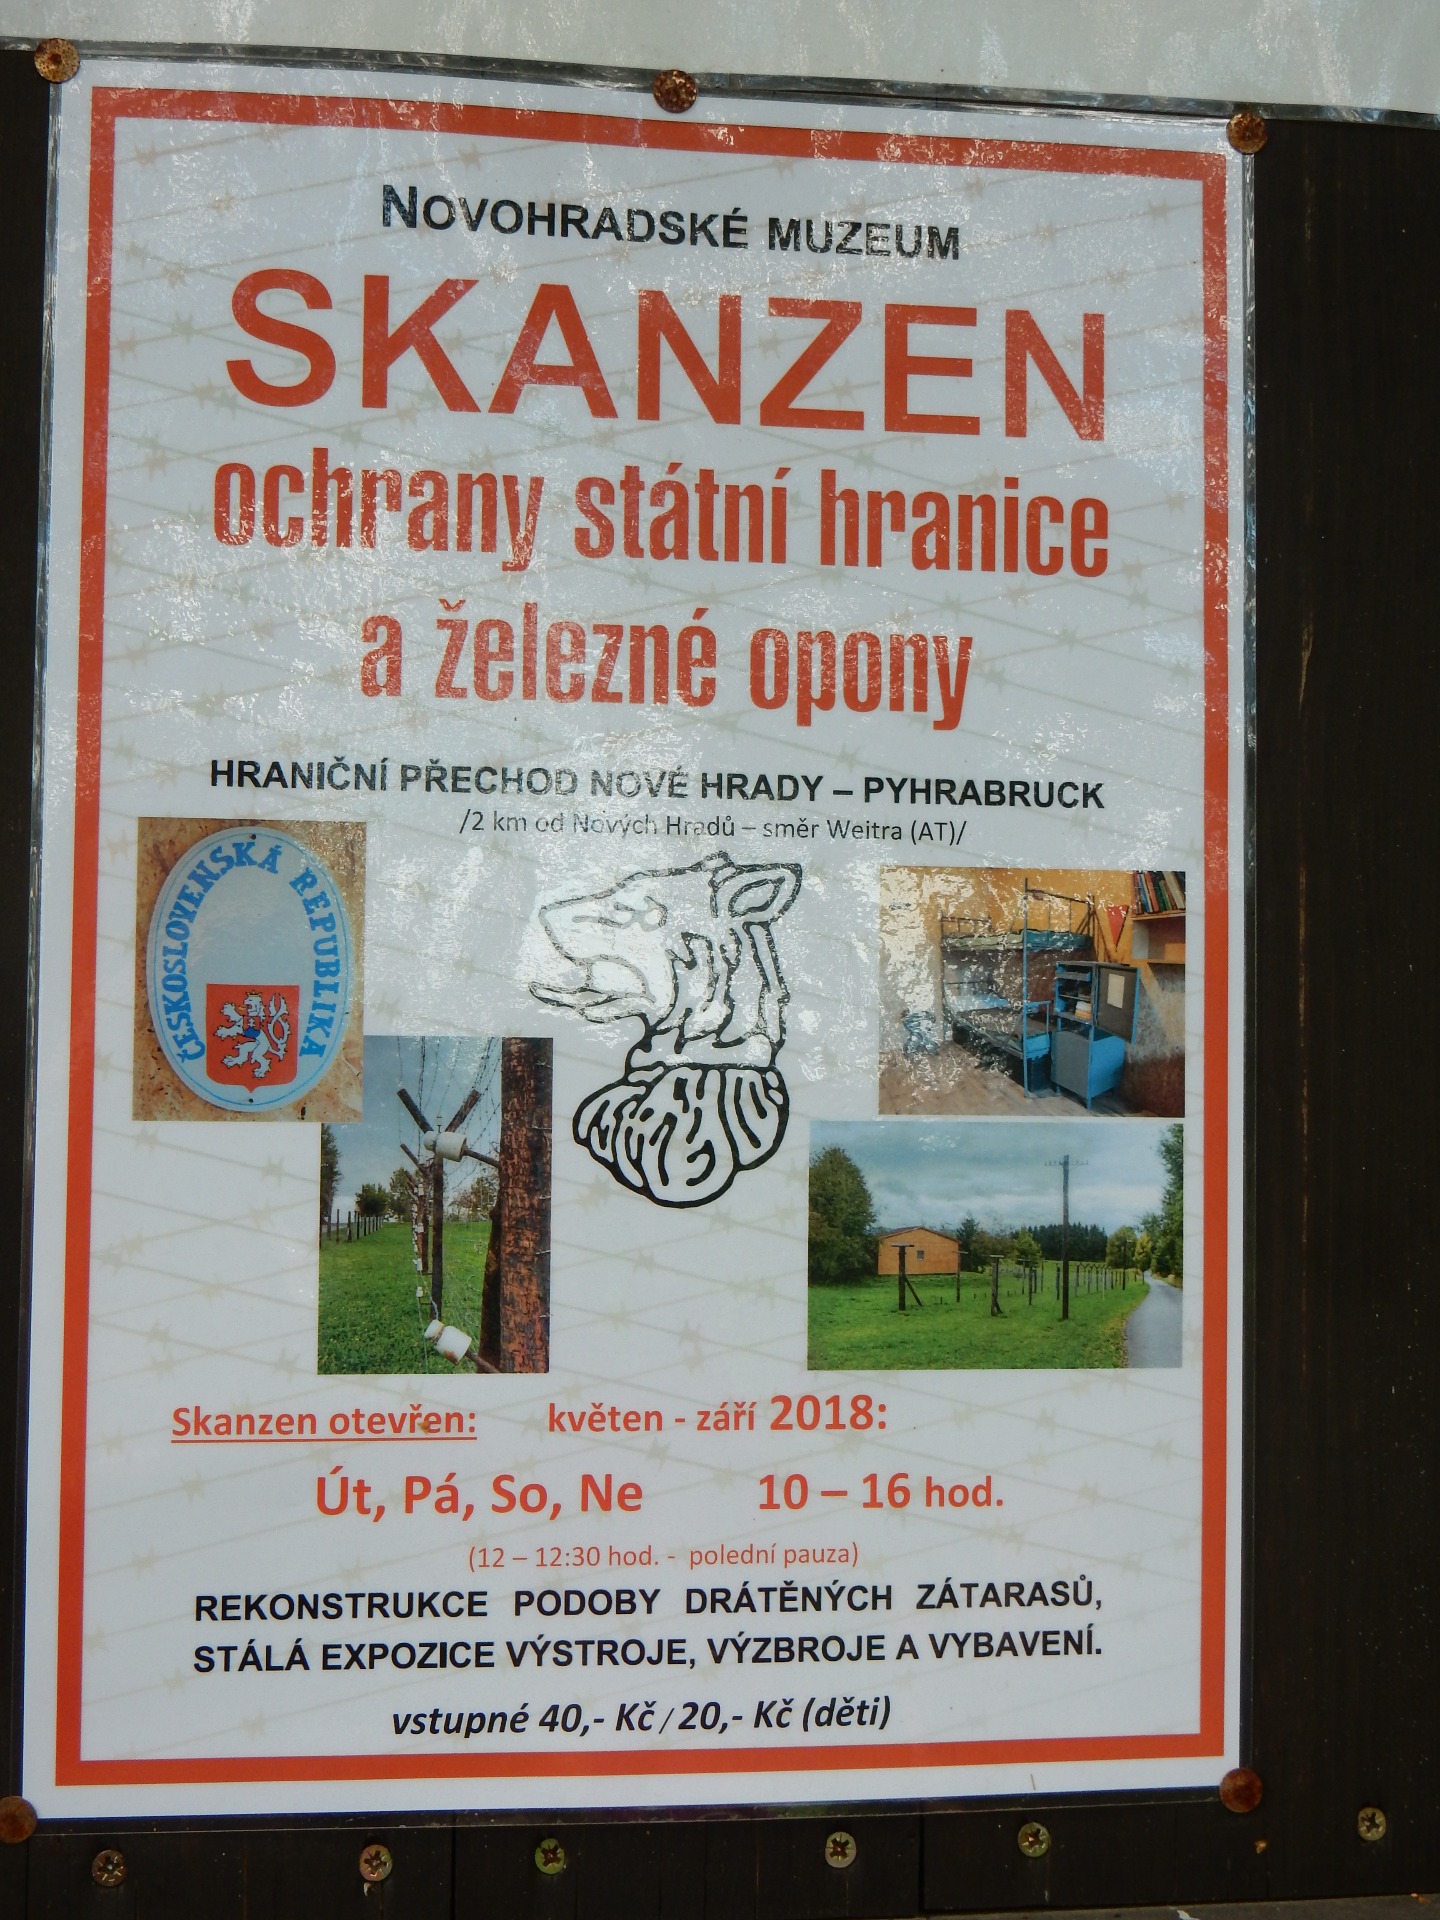 NOVOHRADSKÉ MUZEUM
SKANZEN
ochrany státní hranice
a železné opony
HRANIČNÍ PŘECHOD NOVÉ HRADY – PYHRABRUCK
/2 km od Nových Hradů – směr Weitra (AT)/
ČESKOSLOVENSKÁ REPUBLIKA
Skanzen otevřen: květen - září 2018:
Út, Pá, So, Ne 10 – 16 hod.
(12 – 12:30 hod. - polední pauza)
REKONSTRUKCE PODOBY DRÁTĚNÝCH ZÁTARASŮ,
STÁLÁ EXPOZICE VÝSTROJE, VÝZBROJE A VYBAVENÍ.
vstupné 40,- Kč / 20,- Kč (děti)